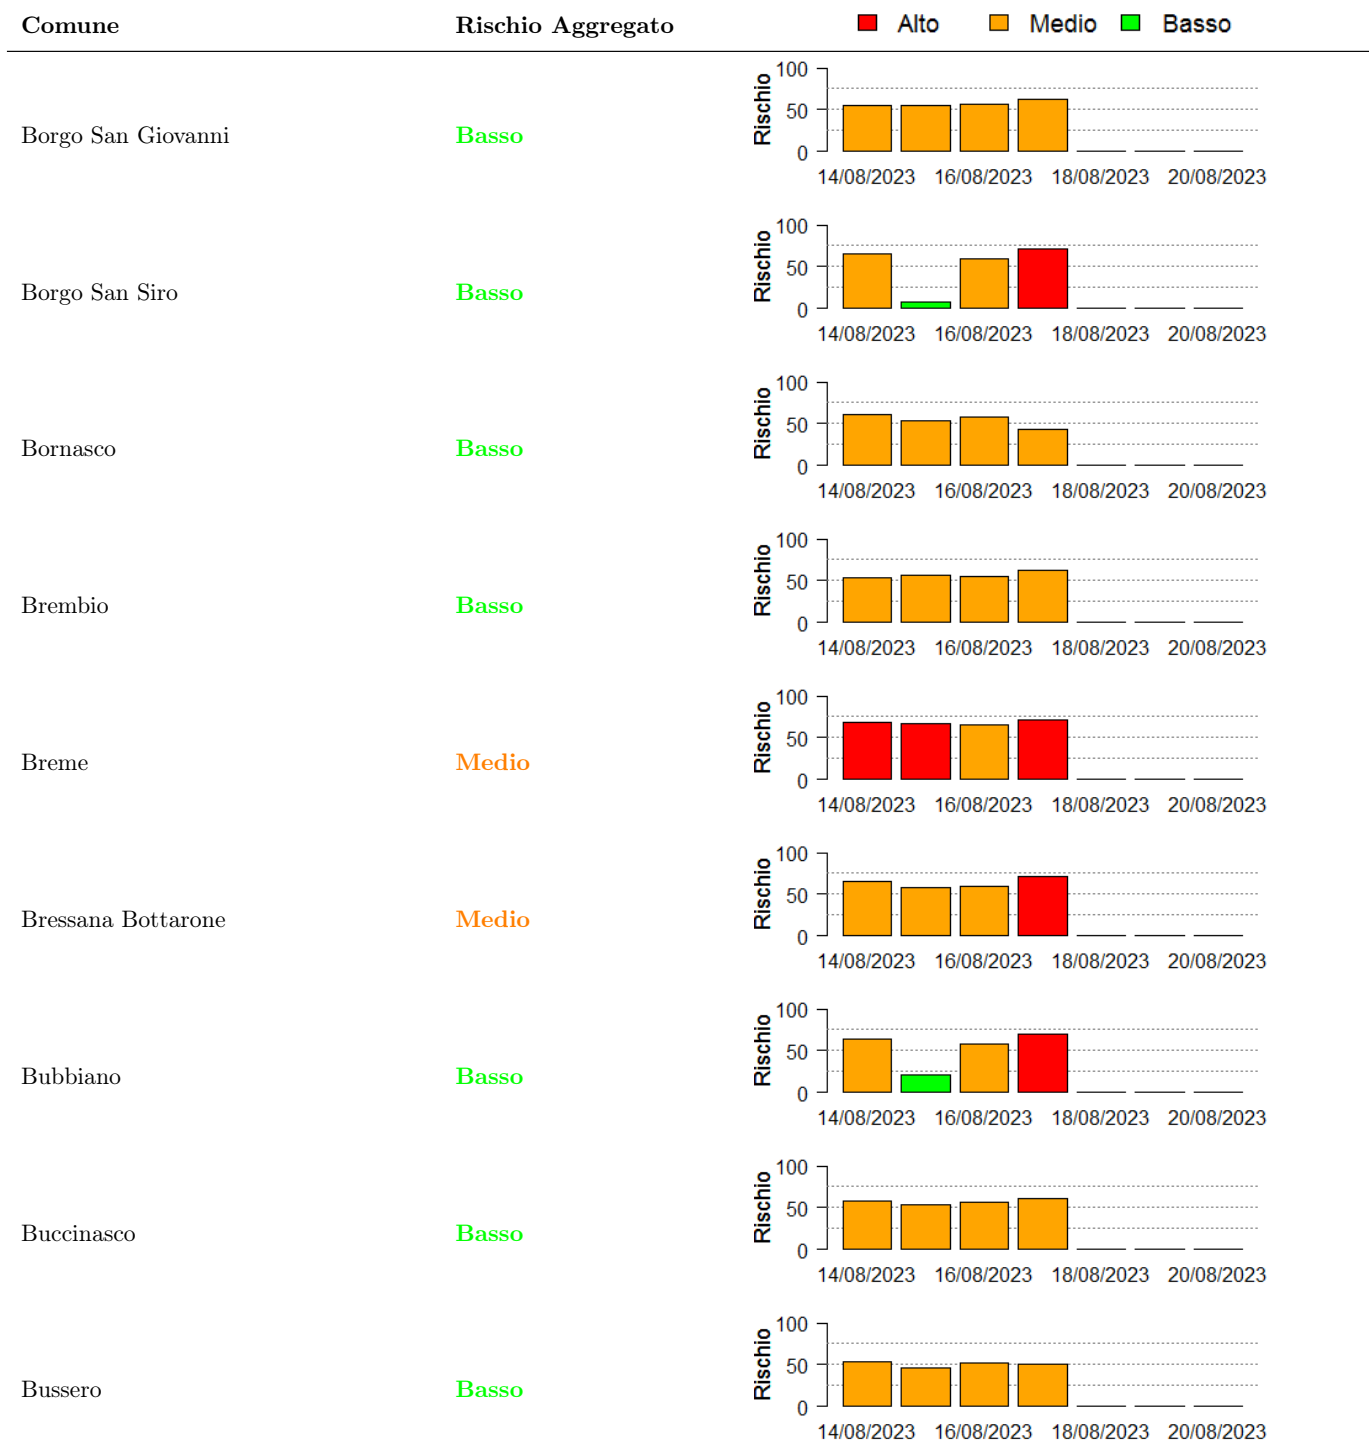 Comune Rischio Aggregato Alto Medio Basso
100
50
0
Rischio
Borgo San Giovanni Basso
14/08/2023 16/08/2023 18/08/2023 20/08/2023
100
50
0
Rischio
Borgo San Siro Basso
14/08/2023 16/08/2023 18/08/2023 20/08/2023
100
50
0
Rischio
Bornasco Basso
14/08/2023 16/08/2023 18/08/2023 20/08/2023
100
50
0
Rischio
Brembio Basso
14/08/2023 16/08/2023 18/08/2023 20/08/2023
100
50
0
Rischio
Breme Medio
14/08/2023 16/08/2023 18/08/2023 20/08/2023
100
50
0
Rischio
Bressana Bottarone Medio
14/08/2023 16/08/2023 18/08/2023 20/08/2023
100
50
0
Rischio
Bubbiano Basso
14/08/2023 16/08/2023 18/08/2023 20/08/2023
100
50
0
Rischio
Buccinasco Basso
14/08/2023 16/08/2023 18/08/2023 20/08/2023
100
50
0
Rischio
Bussero Basso
14/08/2023 16/08/2023 18/08/2023 20/08/2023